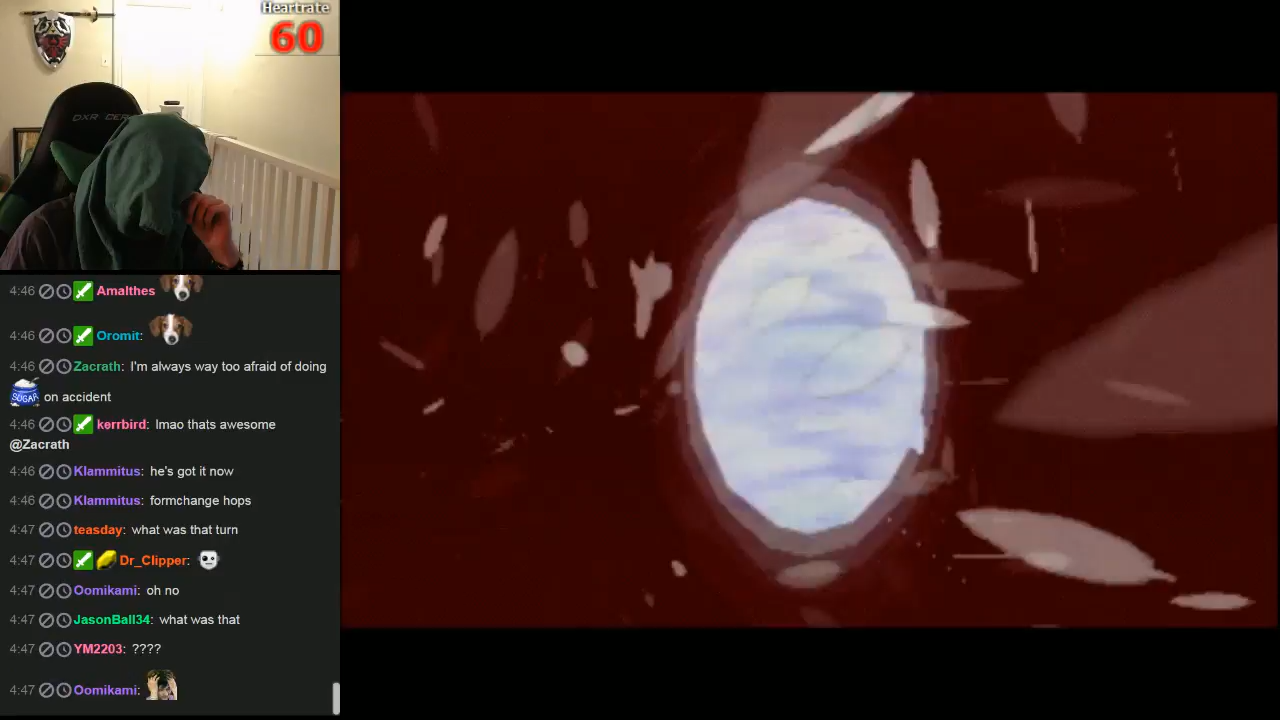 Heartrate
60
DXR
4:46 Amalthes
4:46 Oromit:
4:46 Zacrath: I'm always way too afraid of doing
SUGAR on accident
4:46 kerrbird: lmao thats awesome
@Zacrath
4:46 Klammitus: he's got it now
4:46 Klammitus: formchange hops
4:47 teasday: what was that turn
4:47 Dr_Clipper:
4:47 Oomikami: oh no
4:47 JasonBall34: what was that
4:47 YM2203: ????
4:47 Oomikami: